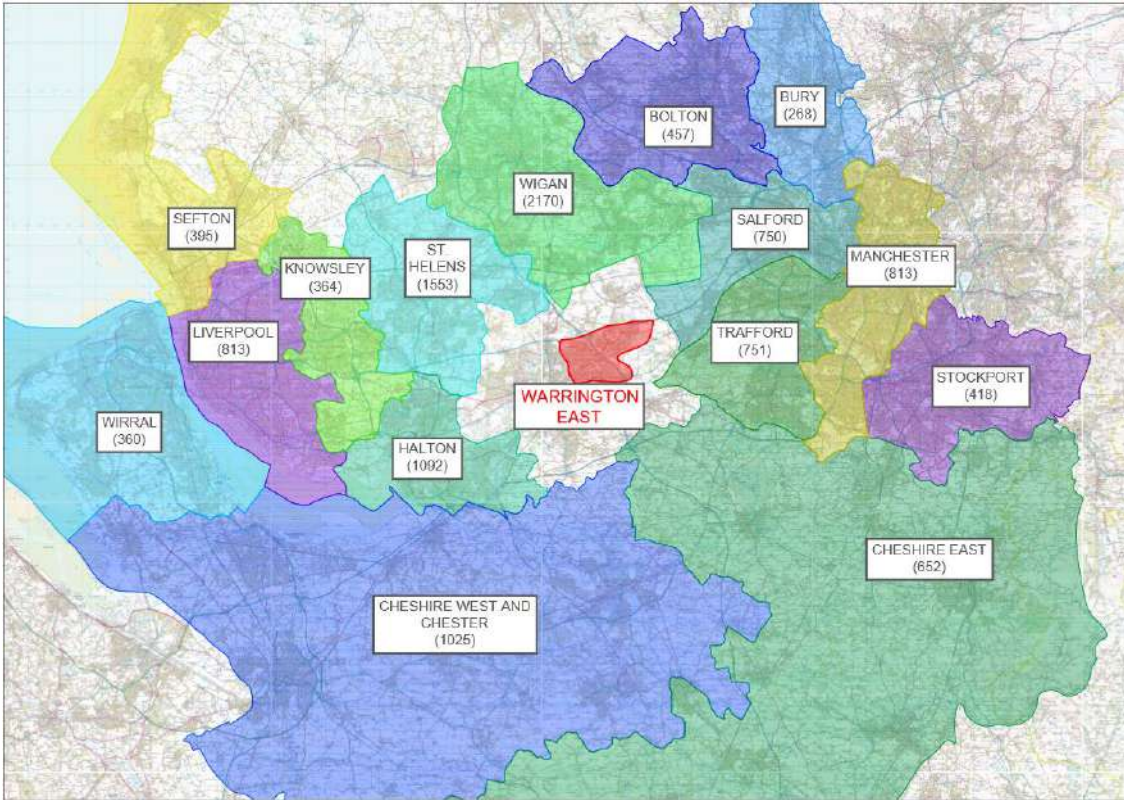 BURY
(268)
BOLTON
(457)
WIGAN
(2170)
SEFTON
(395)
SALFORD
(750)
ST.
HELENS
(1553)
KNOWSLEY
(364)
MANCHESTER
(813)
LIVERPOOL
(813)
TRAFFORD
(751)
STOCKPORT
(418)
WARRINGTON
EAST
WIRRAL
(360)
HALTON
(1092)
CHESHIRE EAST
(652)
CHESHIRE WEST AND
CHESTER
(1025)